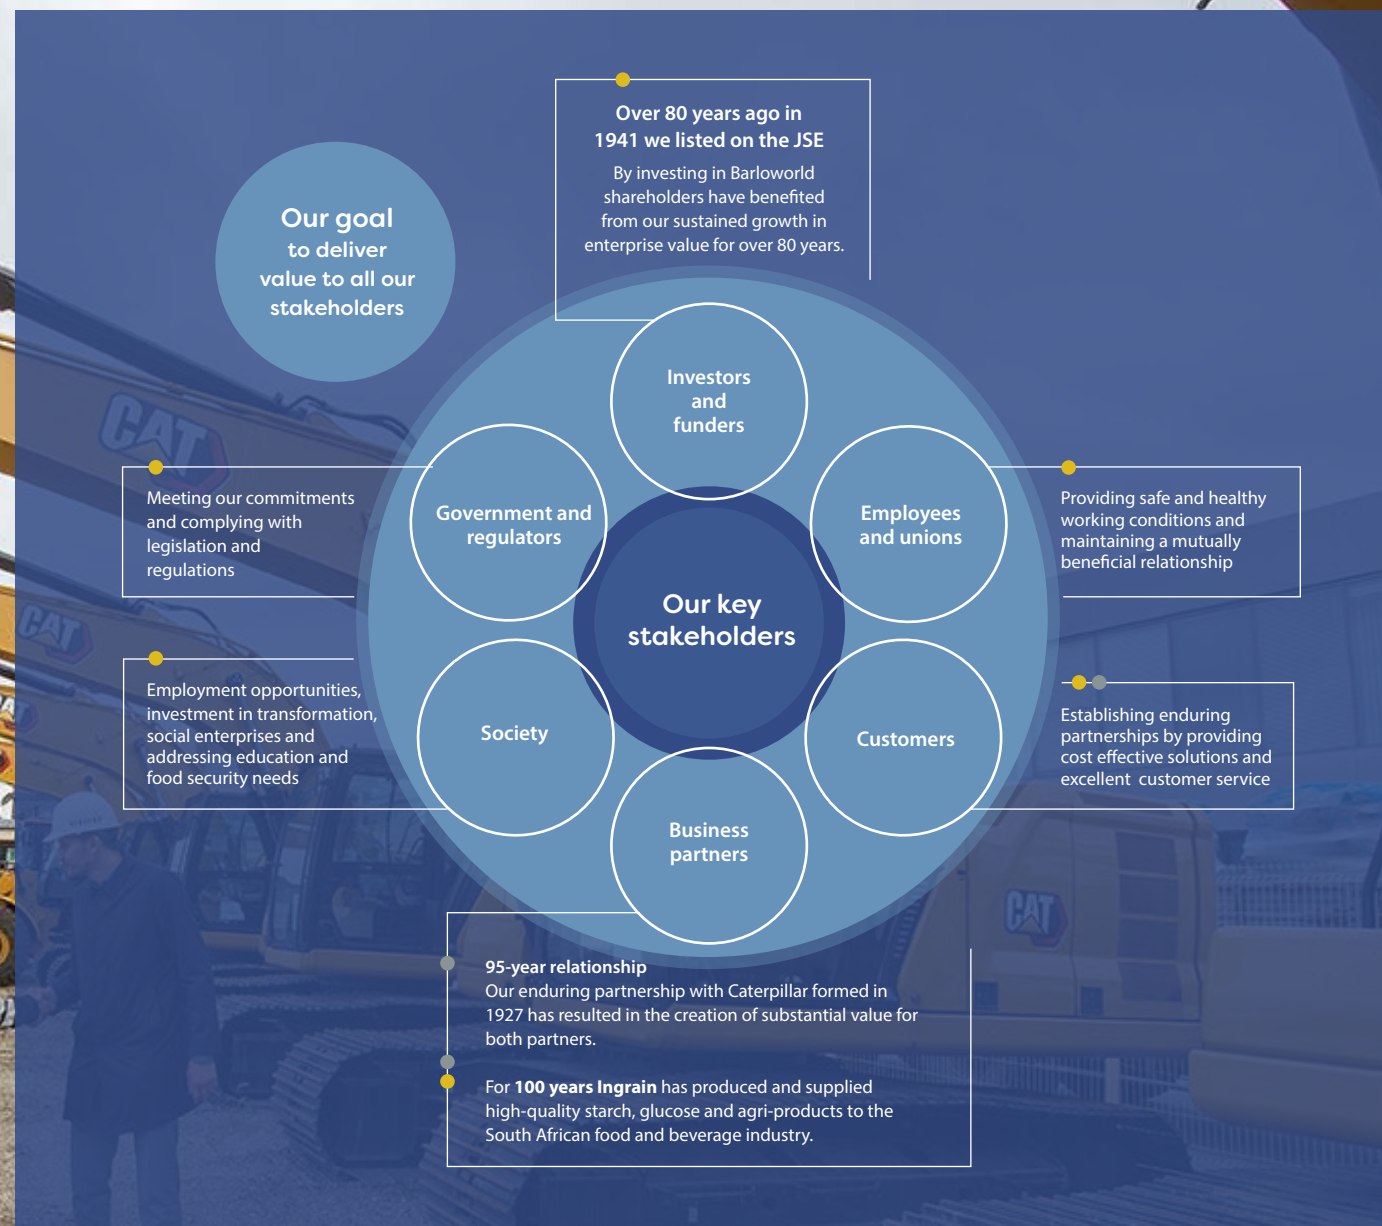 Over 80 years ago in
1941 we listed on the JSE
By investing in Barloworld
shareholders have benefited
from our sustained growth in
enterprise value for over 80 years.
Our goal
to deliver
value to all our
stakeholders
Investors
and
funders
Government and
regulators
Employees
and unions
Our key
stakeholders
Society
Customers
Business
partners
Meeting our commitments
and complying with
legislation and
regulations
Providing safe and healthy
working conditions and
maintaining a mutually
beneficial relationship
Employment opportunities,
investment in transformation,
social enterprises and
addressing education and
food security needs
Establishing enduring
partnerships by providing
cost effective solutions and
excellent customer service
95-year relationship
Our enduring partnership with Caterpillar formed in
1927 has resulted in the creation of substantial value for
both partners.
For 100 years Ingrain has produced and supplied
high-quality starch, glucose and agri-products to the
South African food and beverage industry.
CAT
CAT
CAT